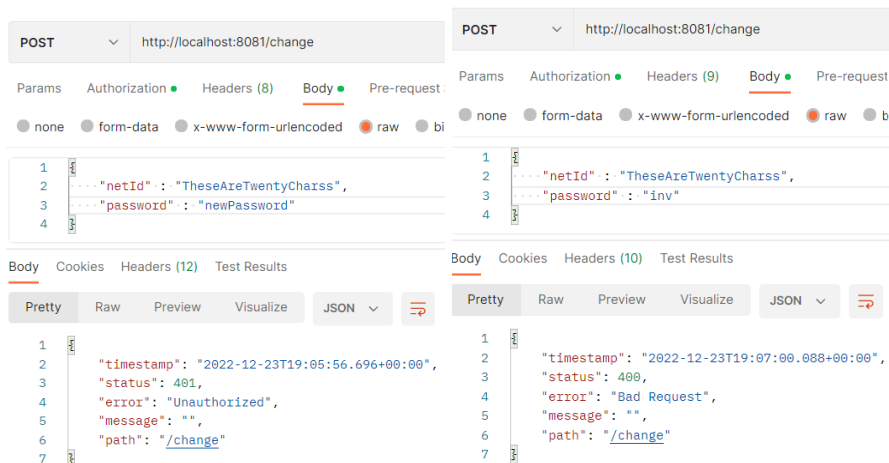 POST http://localhost:8081/change
Params Authorization Headers (8) Body Pre-request
none form-data x-www-form-urlencoded raw
1 {
2 "netId" : "TheseAreTwentyCharss",
3 "password" : "newPassword"
4 }
Body Cookies Headers (12) Test Results
Pretty Raw Preview Visualize JSON
1 {
2 "timestamp": "2022-12-23T19:05:56.696+00:00",
3 "status": 401,
4 "error": "Unauthorized",
5 "message": "",
6 "path": "/change"
7 }
POST http://localhost:8081/change
Params Authorization Headers (9) Body Pre-request
none form-data x-www-form-urlencoded raw b
1 {
2 "netId" : "TheseAreTwentyCharss",
3 "password" : "inv"
4 }
Body Cookies Headers (10) Test Results
Pretty Raw Preview Visualize JSON
1 {
2 "timestamp": "2022-12-23T19:07:00.088+00:00",
3 "status": 400,
4 "error": "Bad Request",
5 "message": "",
6 "path": "/change"
7 }